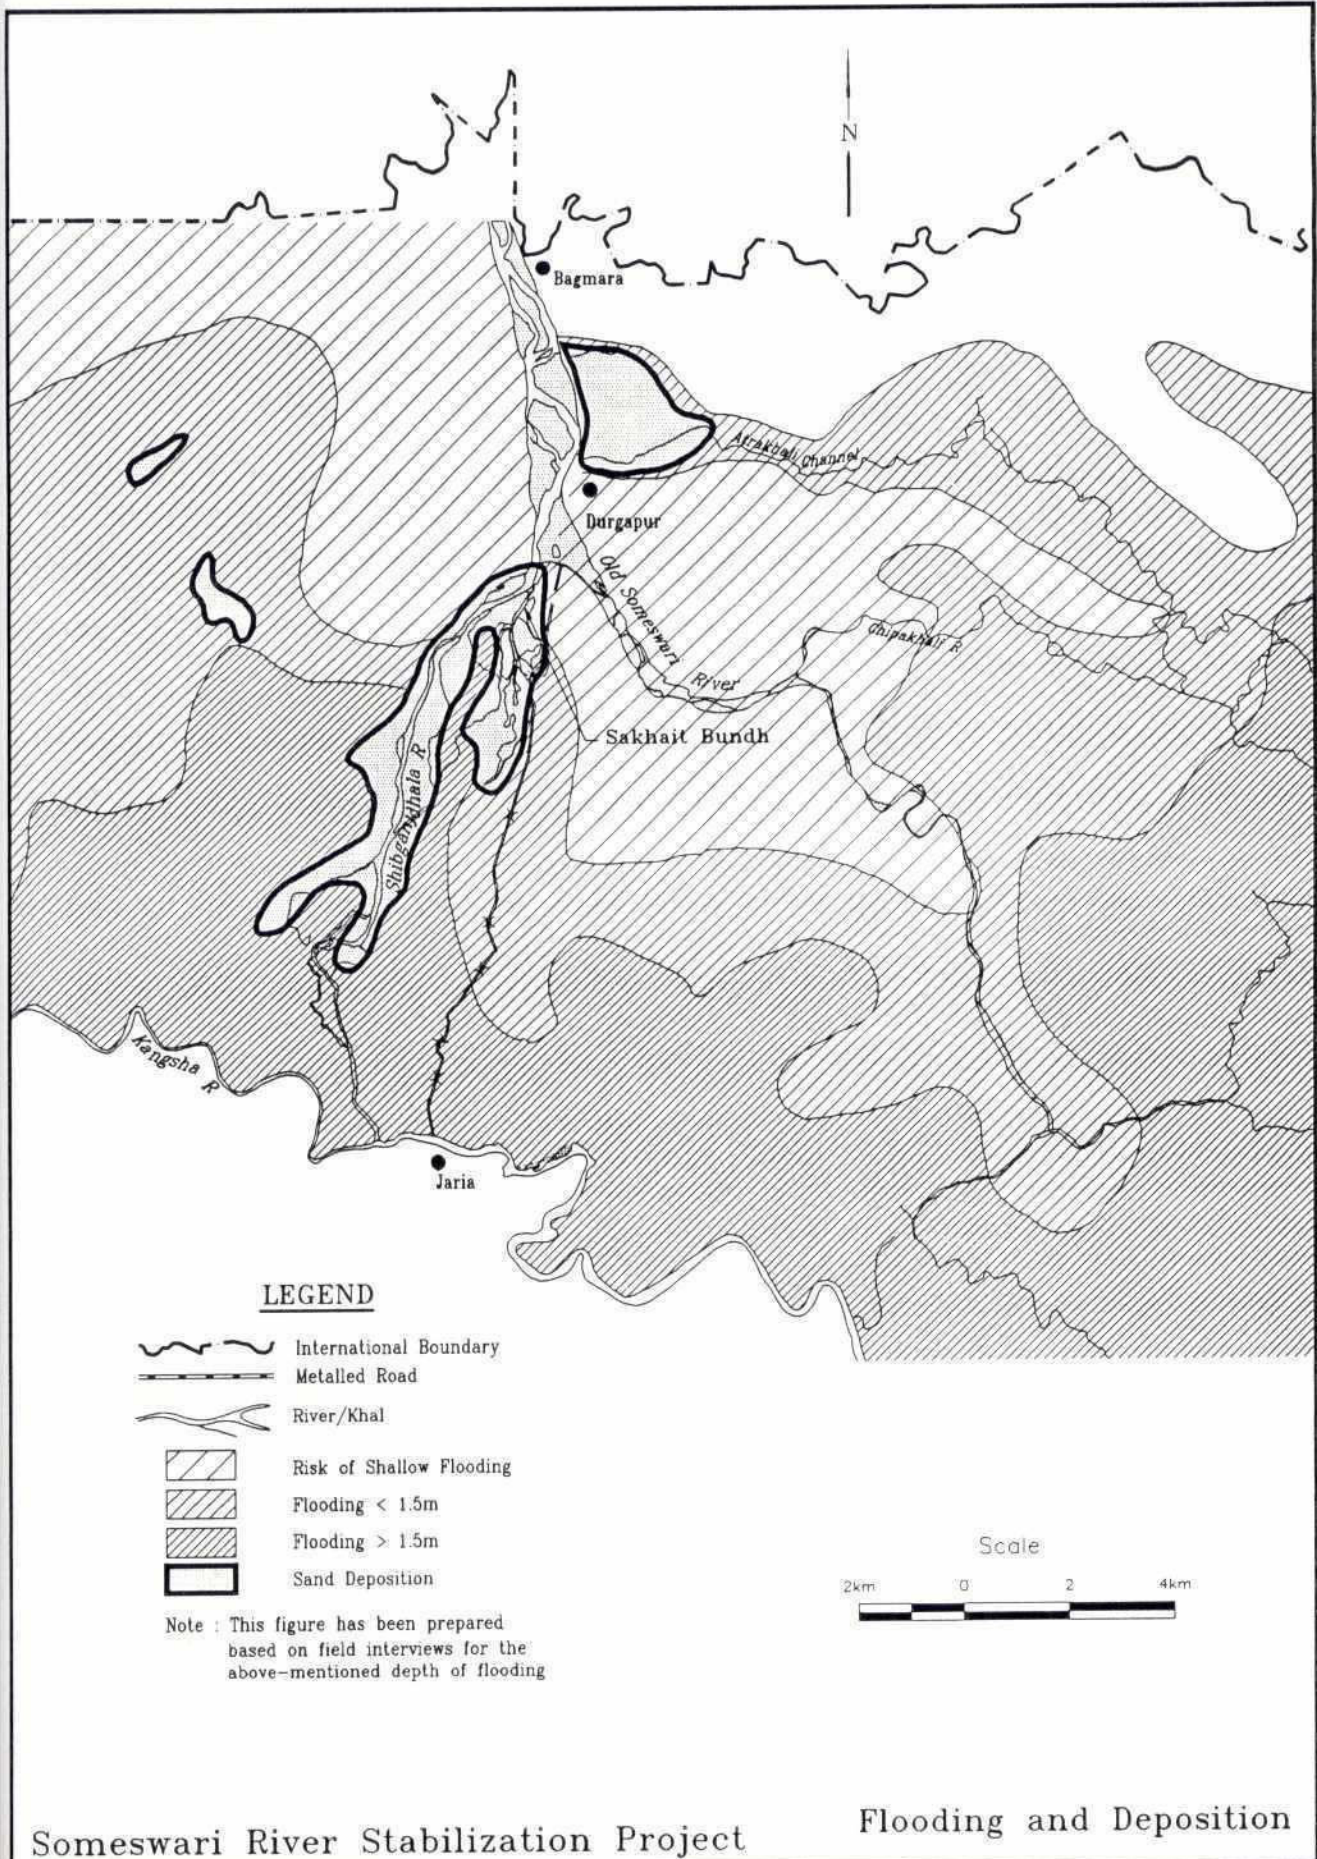 N
Bagmara
Atrakhali Channel
Durgapur
Old Someswari River
Chipakhali R
Sakhait Bundh
Shibganjdhala R
Kangsha R
Jaria
LEGEND
International Boundary
Metalled Road
River/Khal
Risk of Shallow Flooding
Flooding < 1.5m
Flooding > 1.5m
Sand Deposition
Note : This figure has been prepared
based on field interviews for the
above-mentioned depth of flooding
Scale
2km 0 2 4km
Flooding and Deposition
Someswari River Stabilization Project